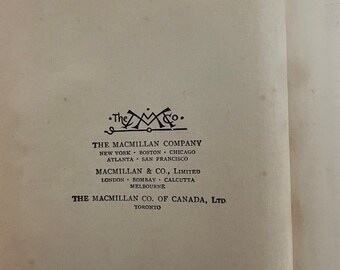 The M Co
THE MACMILLAN COMPANY
NEW YORK · BOSTON · CHICAGO
ATLANTA · SAN FRANCISCO
MACMILLAN & CO., LIMITED
LONDON · BOMBAY · CALCUTTA
MELBOURNE
THE MACMILLAN CO. OF CANADA, LTD.
TORONTO